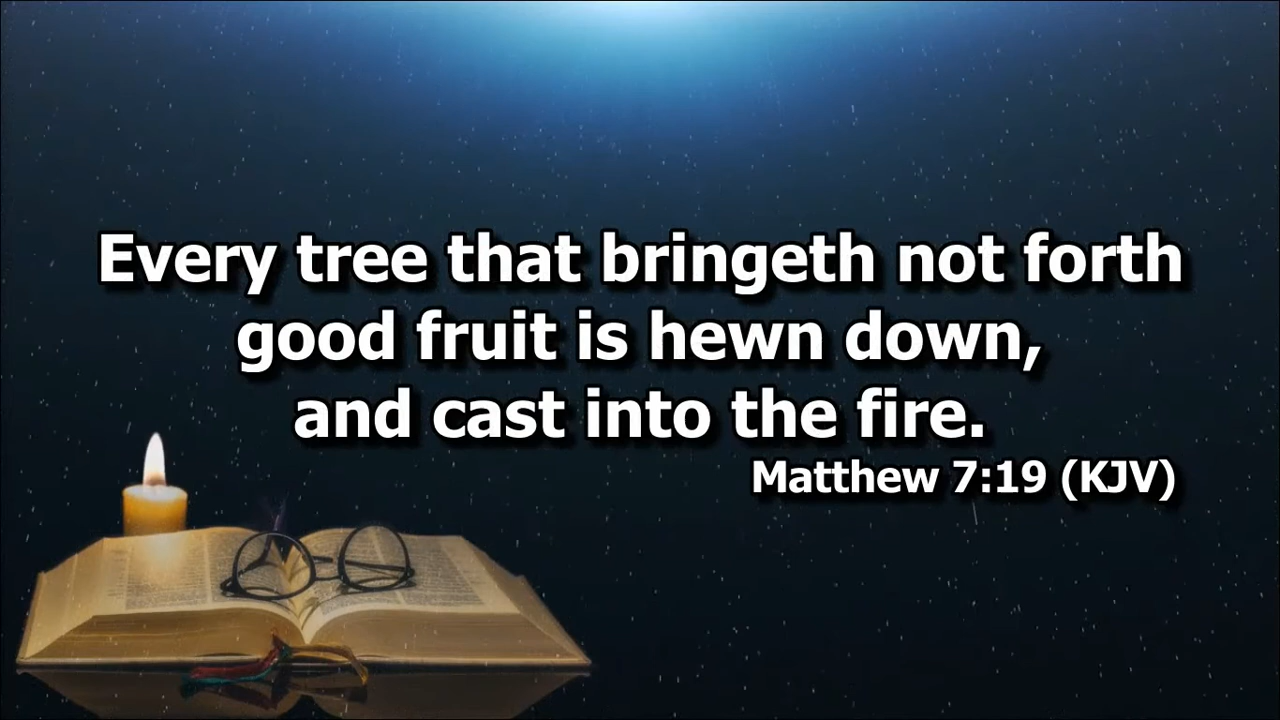 Every tree that bringeth not forth
good fruit is hewn down,
and cast into the fire.
Matthew 7:19 (KJV)